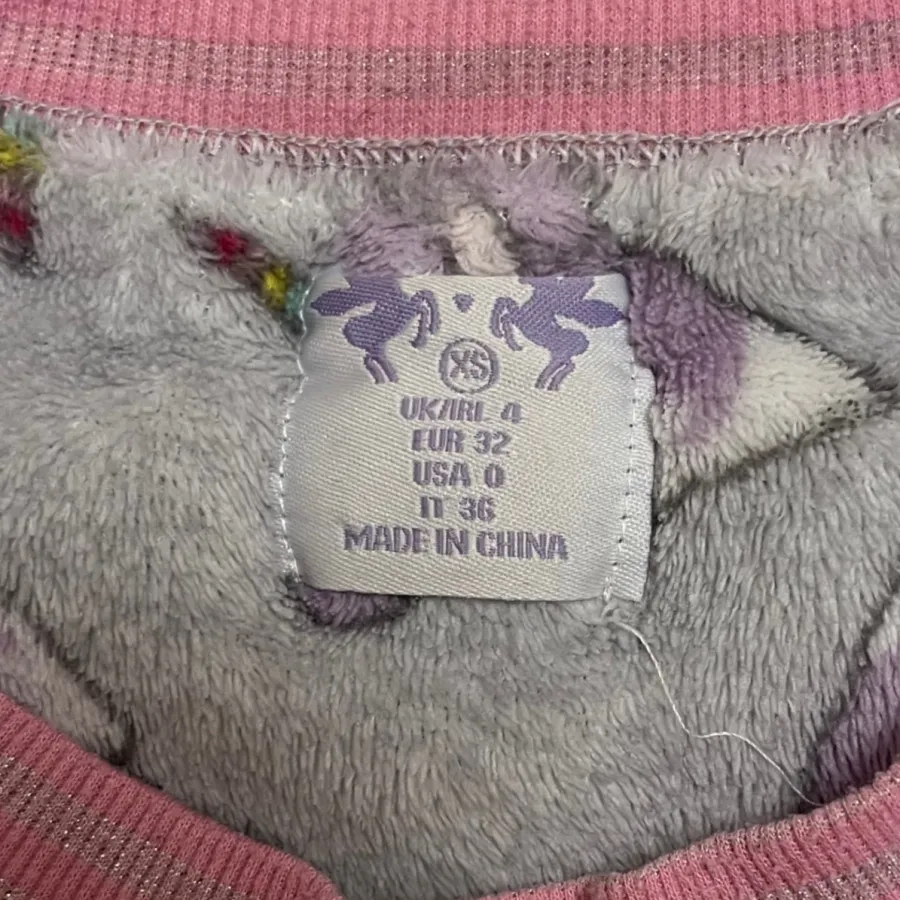 XS
UK/IRL 4
EUR 32
USA 0
IT 36
MADE IN CHINA